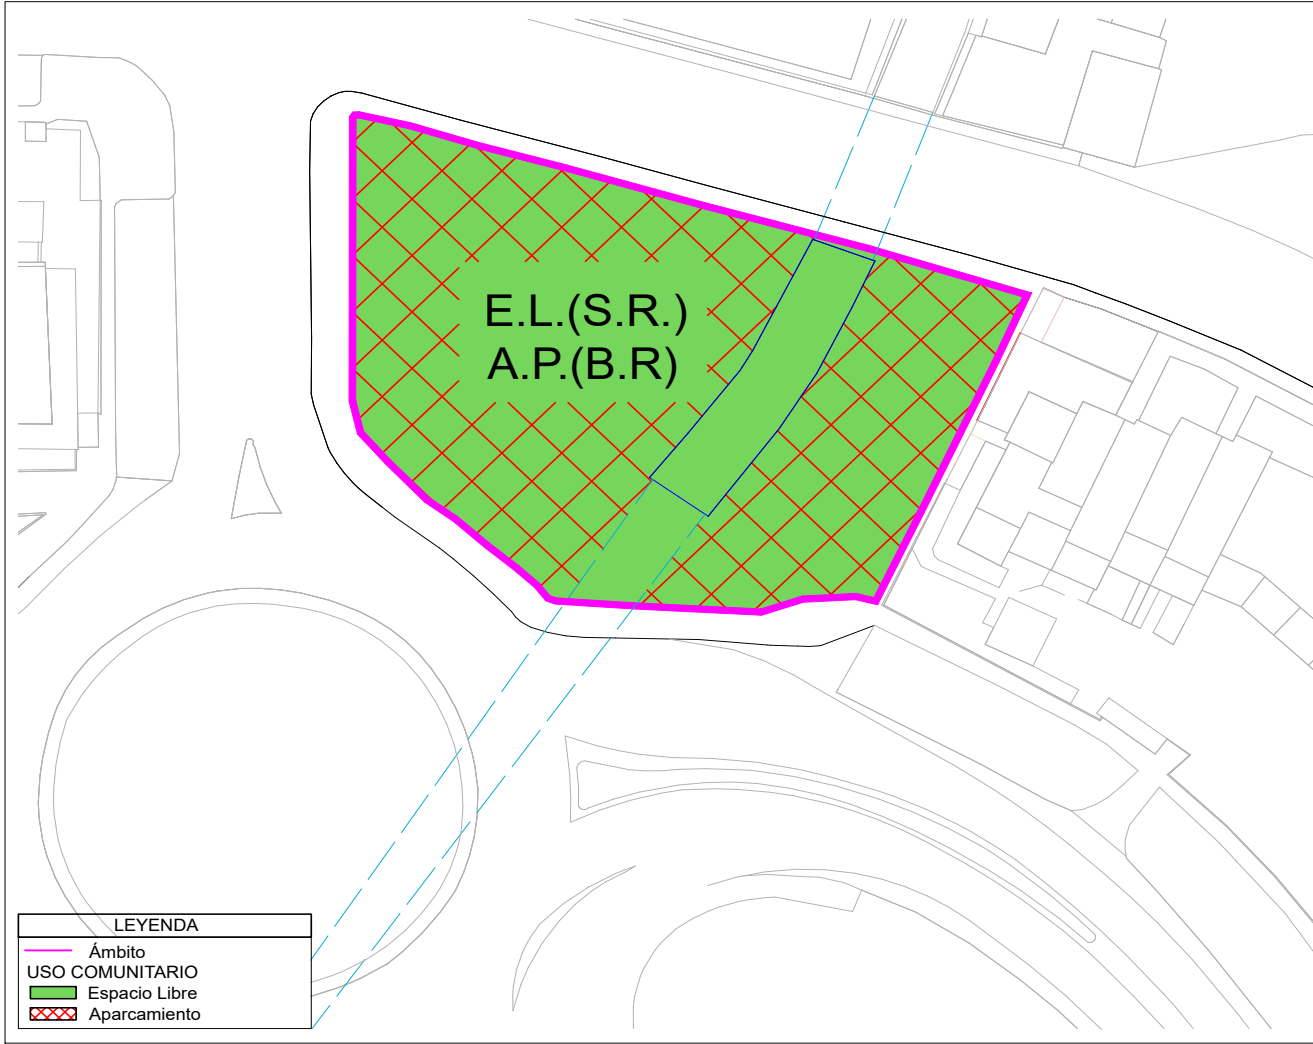 E.L.(S.R.)
A.P.(B.R)
LEYENDA
Ámbito
USO COMUNITARIO
Espacio Libre
Aparcamiento